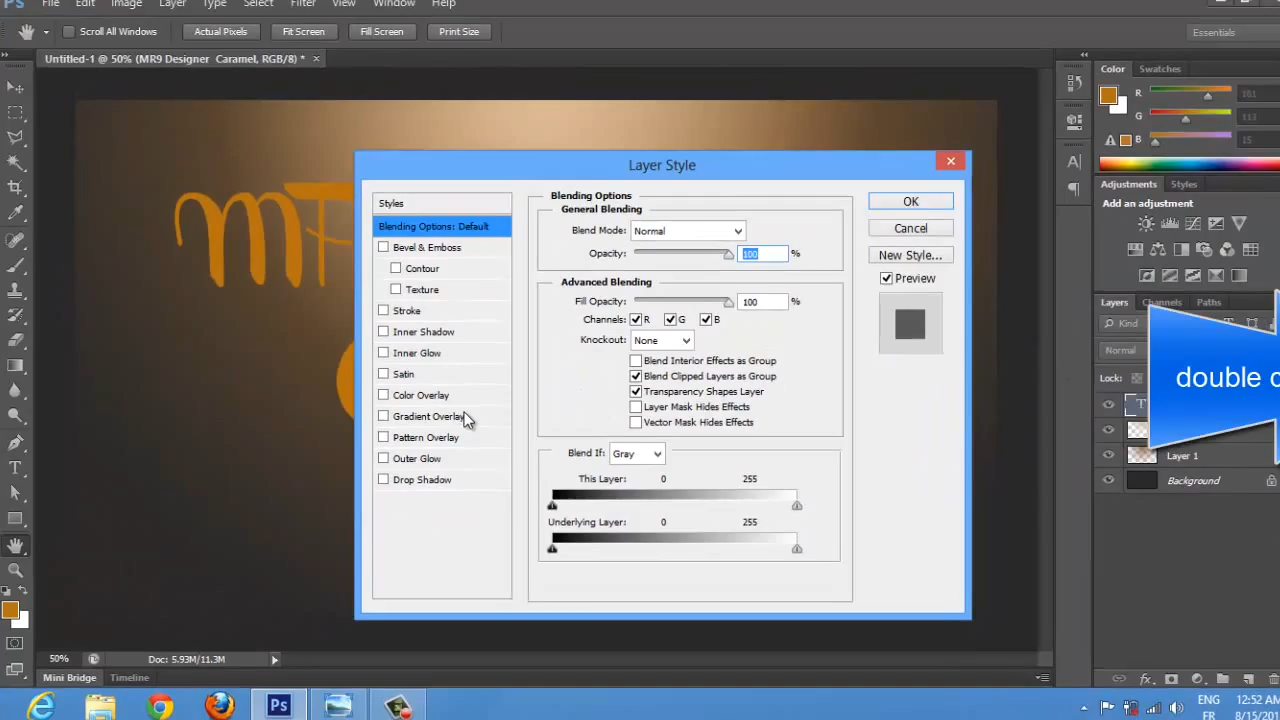 Ps File Edit Image Layer Type Select Filter View Window Help
Scroll All Windows Actual Pixels Fit Screen Fill Screen Print Size Essentials
Untitled-1 @ 50% (MR9 Designer Caramel, RGB/8) * ×
Color Swatches
R 181
G 113
B 15
Layer Style
Styles
Blending Options: Default
Bevel & Emboss
Contour
Texture
Stroke
Inner Shadow
Inner Glow
Satin
Color Overlay
Gradient Overlay
Pattern Overlay
Outer Glow
Drop Shadow
Blending Options
General Blending
Blend Mode: Normal
Opacity: 100 %
Advanced Blending
Fill Opacity: 100 %
Channels: R G B
Knockout: None
Blend Interior Effects as Group
Blend Clipped Layers as Group
Transparency Shapes Layer
Layer Mask Hides Effects
Vector Mask Hides Effects
Blend If: Gray
This Layer: 0 255
Underlying Layer: 0 255
OK
Cancel
New Style...
Preview
Adjustments Styles
Add an adjustment
Layers Channels Paths
Kind
Normal
Lock:
double c
Layer 1
Background
50% Doc: 5.93M/11.3M
Mini Bridge Timeline
Ps
ENG
FR
12:52 AM
8/15/20